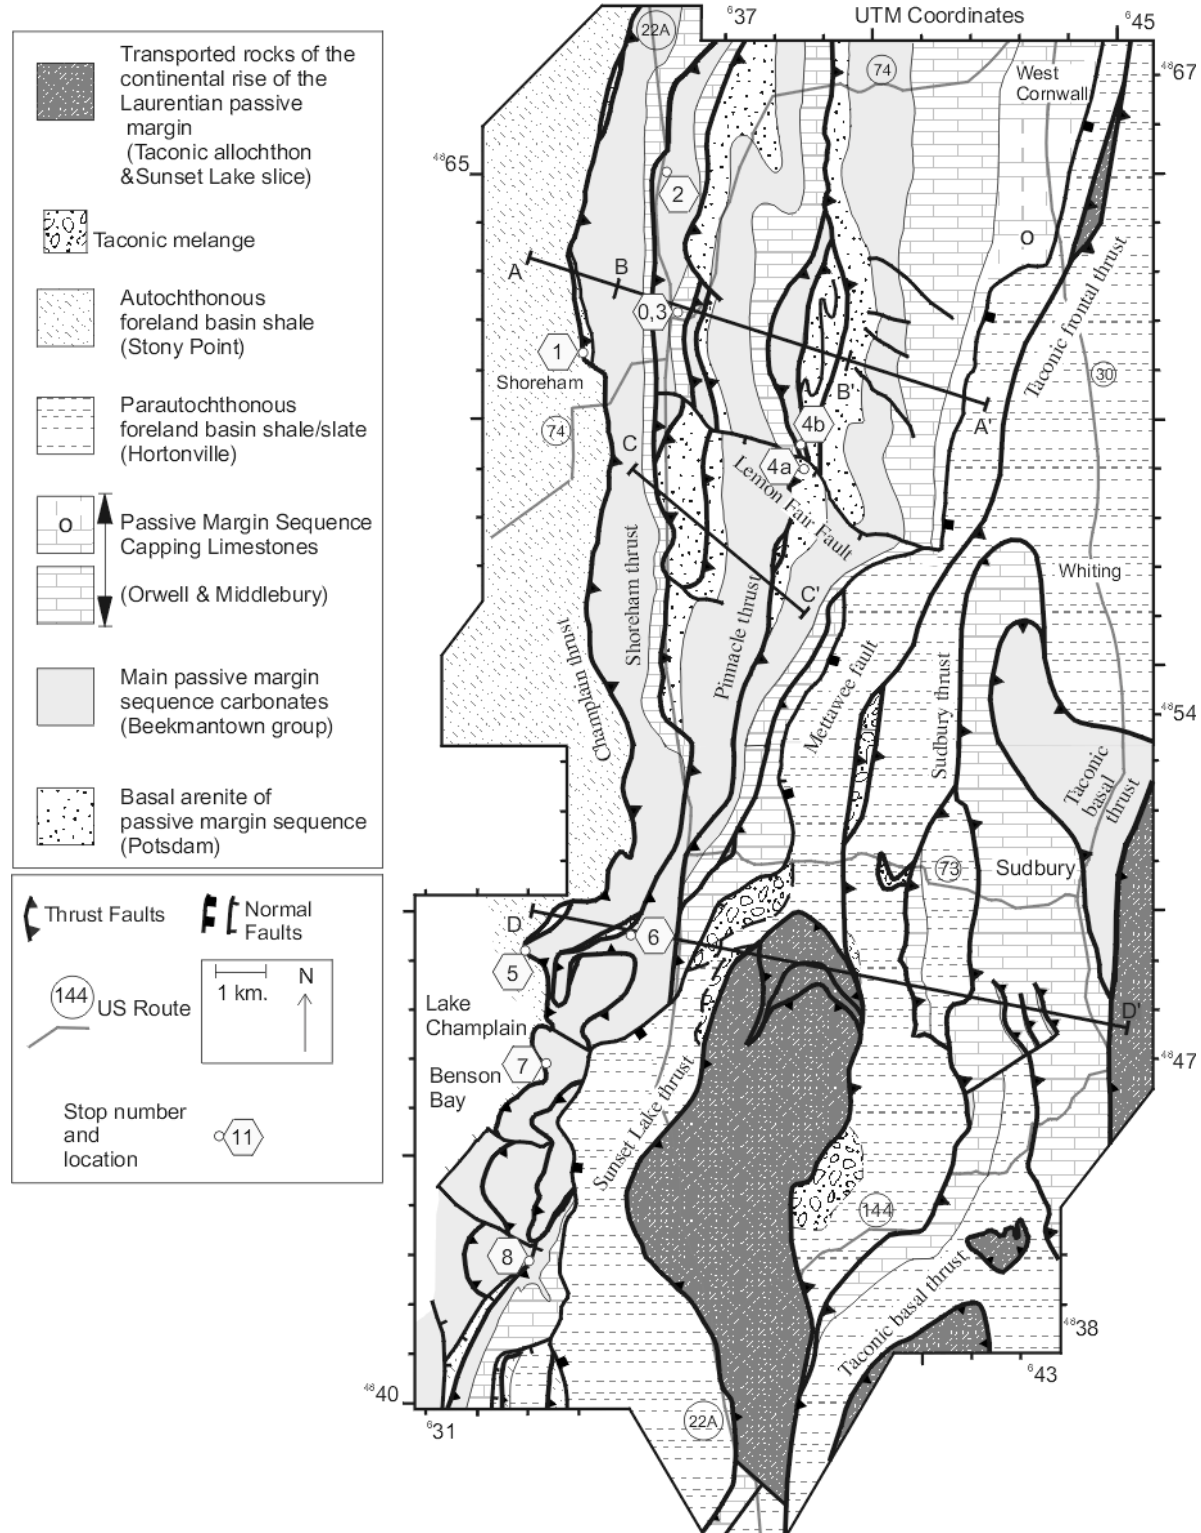 Transported rocks of the
continental rise of the
Laurentian passive
margin
(Taconic allochthon
&Sunset Lake slice)
Taconic melange
Autochthonous
foreland basin shale
(Stony Point)
Parautochthonous
foreland basin shale/slate
(Hortonville)
O
Passive Margin Sequence
Capping Limestones
(Orwell & Middlebury)
Main passive margin
sequence carbonates
(Beekmantown group)
Basal arenite of
passive margin sequence
(Potsdam)
Thrust Faults
Normal
Faults
144
US Route
1 km.
N
Stop number
and
location
11
UTM Coordinates
22A
⁶37
⁶45
74
West
Cornwall
⁴⁸67
⁴⁸65
2
O
A
B
0,3
Taconic frontal thrust
1
Shoreham
30
74
B'
A'
C
4b
4a
Lemon Fair Fault
Shoreham thrust
Whiting
C'
Champlain thrust
Pinnacle thrust
Mettawee fault
Sudbury thrust
⁴⁸54
Taconic
basal
thrust
73
Sudbury
D
6
5
Lake
Champlain
D'
7
Benson
Bay
⁴⁸47
Sunset Lake thrust
144
8
Taconic basal thrust
⁴⁸38
⁶43
⁴⁸40
⁶31
22A